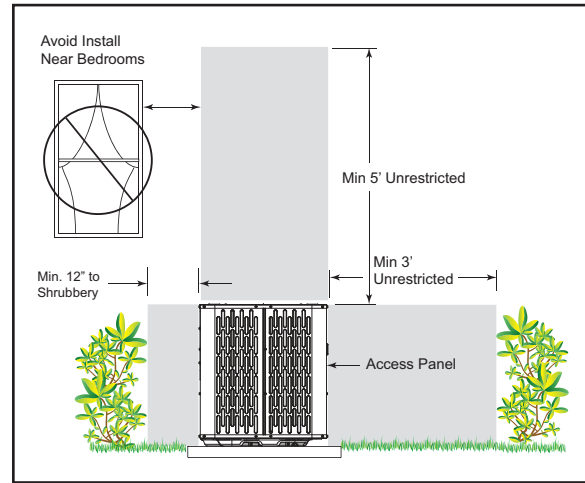 Avoid Install
Near Bedrooms
Min 5’ Unrestricted
Min. 12" to
Shrubbery
Min 3’
Unrestricted
Access Panel